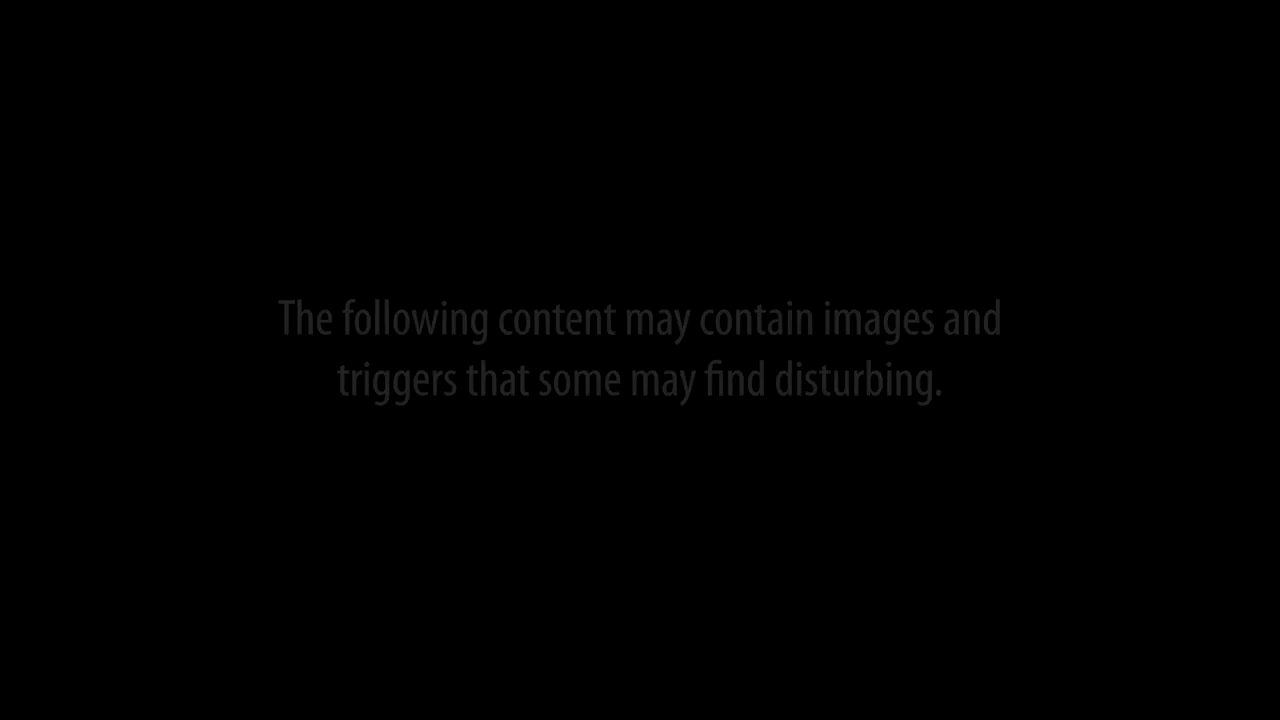 The following content may contain images and
triggers that some may find disturbing.